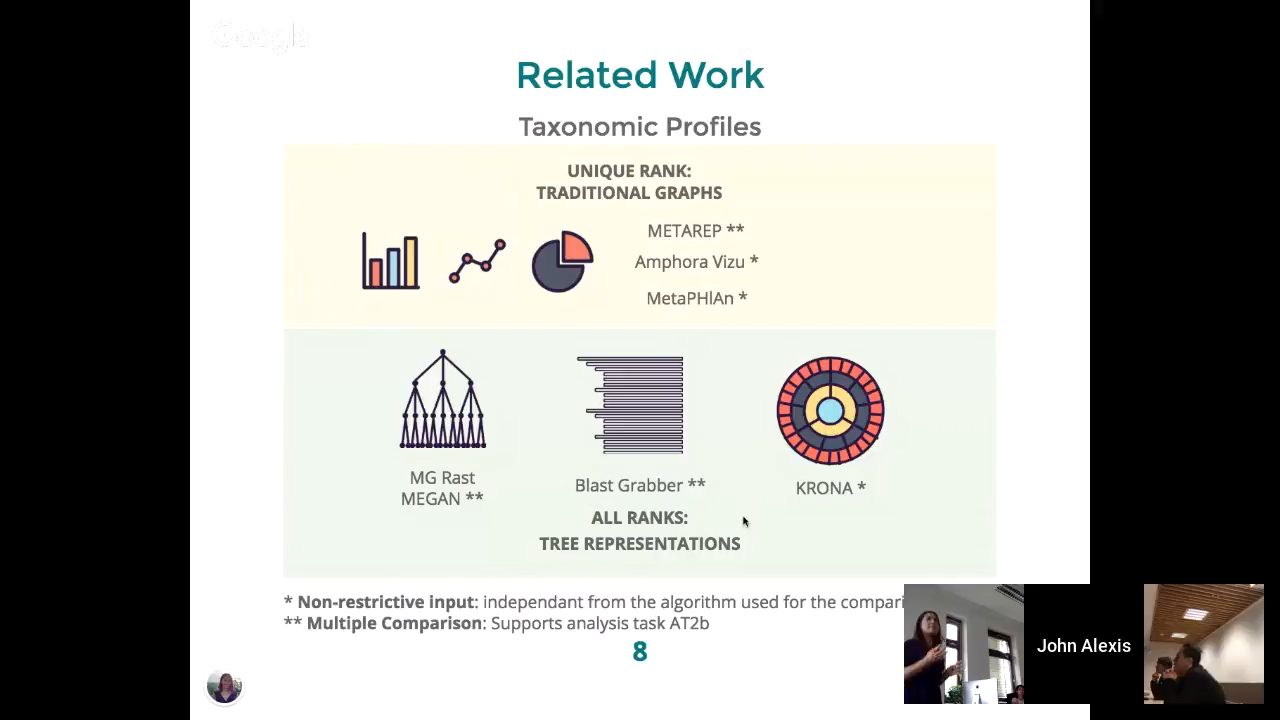 Google
Related Work
Taxonomic Profiles
UNIQUE RANK:
TRADITIONAL GRAPHS
METAREP **
Amphora Vizu *
MetaPHlAn *
MG Rast
MEGAN **
Blast Grabber **
KRONA *
ALL RANKS:
TREE REPRESENTATIONS
* Non-restrictive input: independant from the algorithm used for the compari
** Multiple Comparison: Supports analysis task AT2b
8
John Alexis